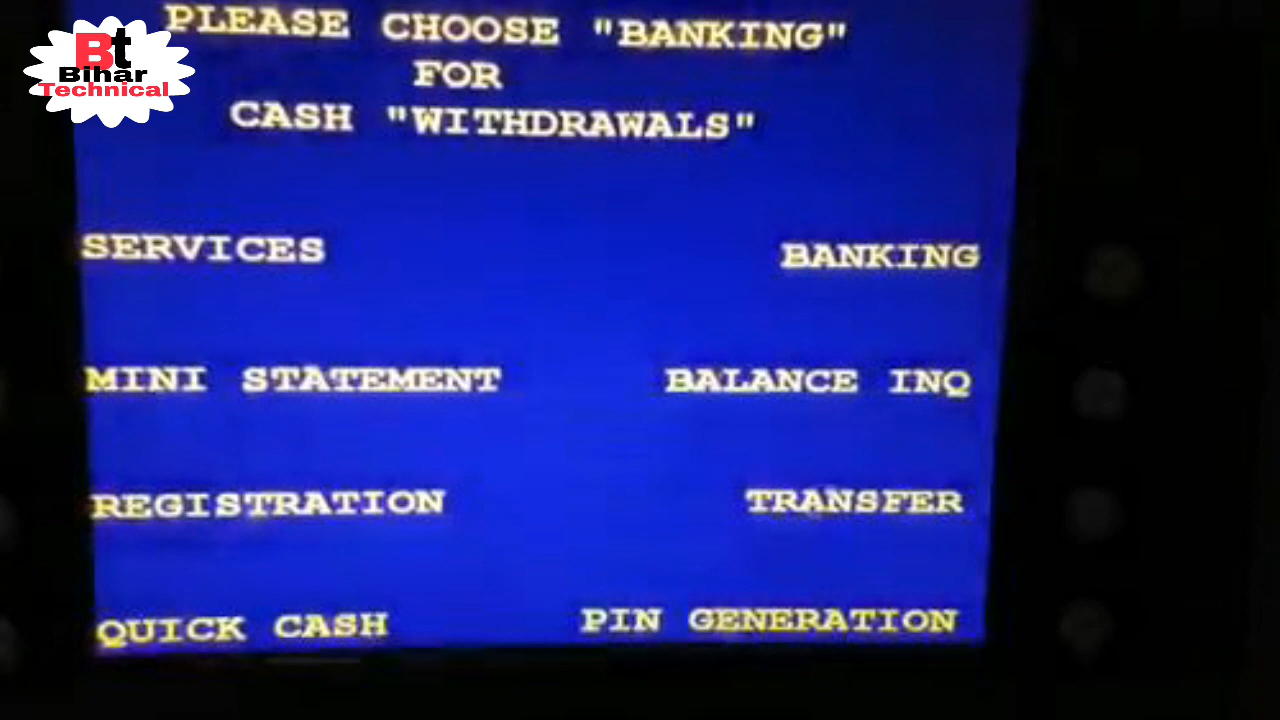 Bt
Bihar
Technical
PLEASE CHOOSE "BANKING"
FOR
CASH "WITHDRAWALS"
SERVICES
BANKING
MINI STATEMENT
BALANCE INQ
REGISTRATION
TRANSFER
QUICK CASH
PIN GENERATION